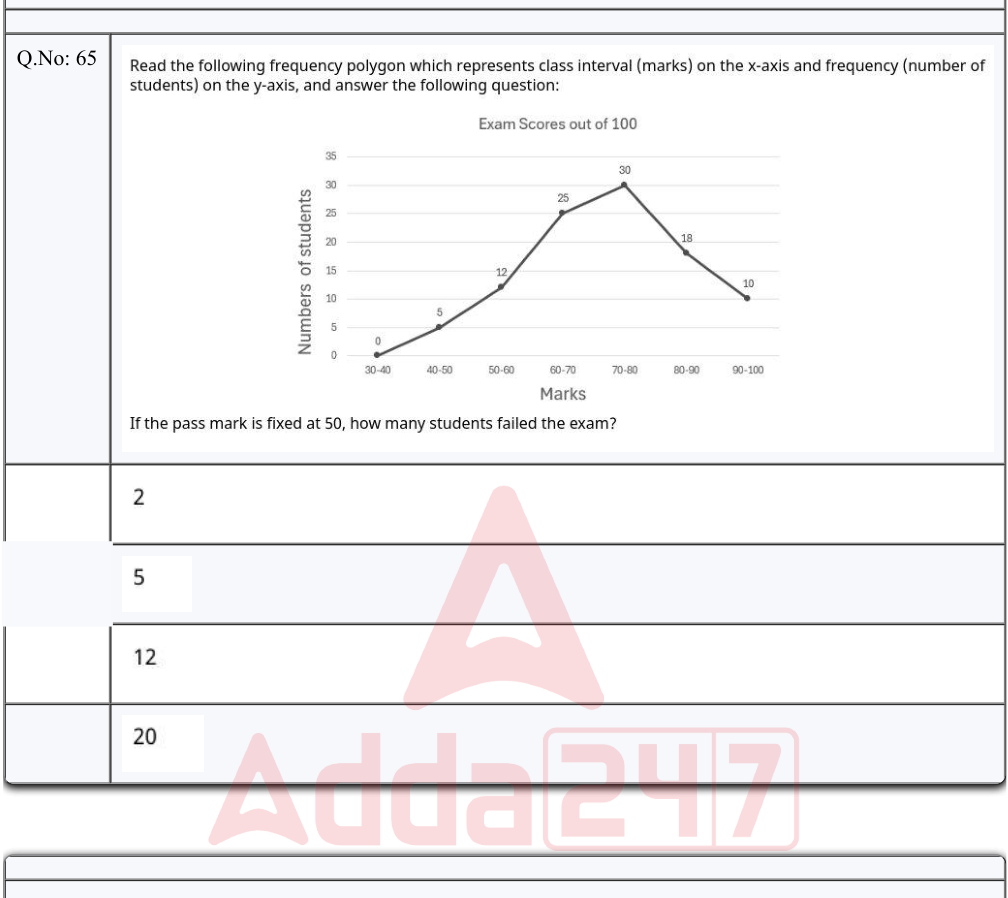 Q.No: 65
Read the following frequency polygon which represents class interval (marks) on the x-axis and frequency (number of
students) on the y-axis, and answer the following question:
Exam Scores out of 100
Numbers of students
35
30
25
20
15
10
5
0
0
5
12
25
30
18
10
30-40 40-50 50-60 60-70 70-80 80-90 90-100
Marks
If the pass mark is fixed at 50, how many students failed the exam?
2
5
12
20
Adda247